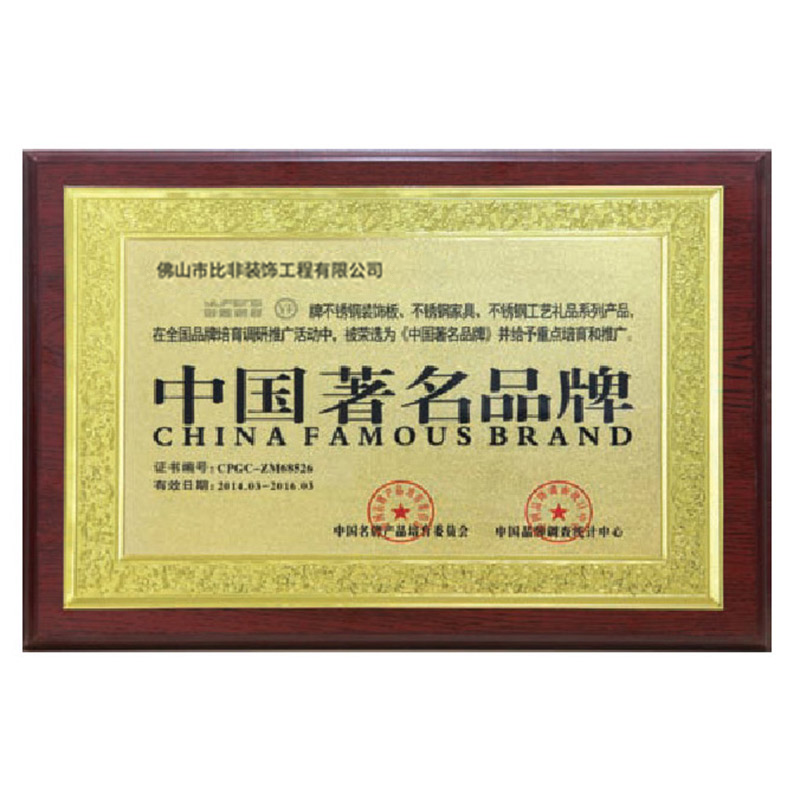 佛山市比非装饰工程有限公司
YF 牌不锈钢装饰板、不锈钢家具、不锈钢工艺礼品系列产品,
在全国品牌培育调研推广活动中,被荣选为《中国著名品牌》并给予重点培育和推广。
中国著名品牌
CHINA FAMOUS BRAND
证书编号:CPGC-ZM68526
有效日期:2014.03-2016.03
中国名牌产品培育委员会 中国品牌调查统计中心